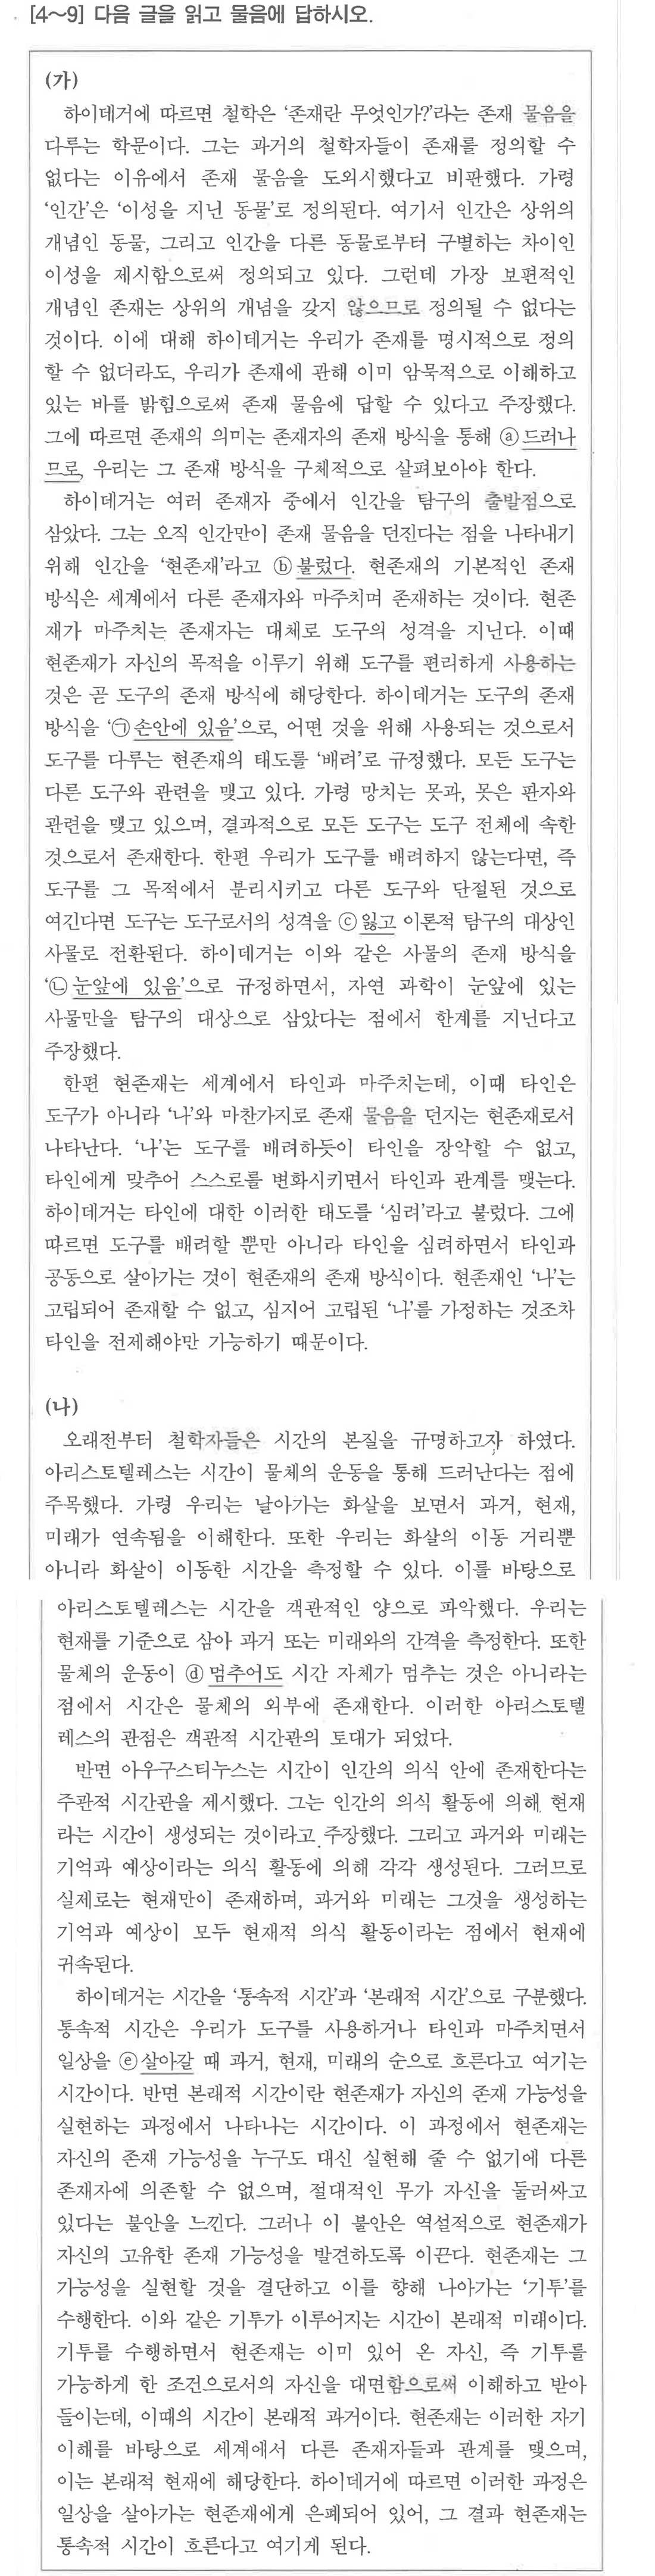 [4~9] 다음 글을 읽고 물음에 답하시오.
(가)
하이데거에 따르면 철학은 '존재란 무엇인가?'라는 존재 물음을
다루는 학문이다. 그는 과거의 철학자들이 존재를 정의할 수
없다는 이유에서 존재 물음을 도외시했다고 비판했다. 가령
'인간'은 '이성을 지닌 동물'로 정의된다. 여기서 인간은 상위의
개념인 동물, 그리고 인간을 다른 동물로부터 구별하는 차이인
이성을 제시함으로써 정의되고 있다. 그런데 가장 보편적인
개념인 존재는 상위의 개념을 갖지 않으므로 정의될 수 없다는
것이다. 이에 대해 하이데거는 우리가 존재를 명시적으로 정의
할 수 없더라도, 우리가 존재에 관해 이미 암묵적으로 이해하고
있는 바를 밝힘으로써 존재 물음에 답할 수 있다고 주장했다.
그에 따르면 존재의 의미는 존재자의 존재 방식을 통해 ⓐ드러나
므로, 우리는 그 존재 방식을 구체적으로 살펴보아야 한다.
하이데거는 여러 존재자 중에서 인간을 탐구의 출발점으로
삼았다. 그는 오직 인간만이 존재 물음을 던진다는 점을 나타내기
위해 인간을 '현존재'라고 ⓑ불렀다. 현존재의 기본적인 존재
방식은 세계에서 다른 존재자와 마주치며 존재하는 것이다. 현존
재가 마주치는 존재자는 대체로 도구의 성격을 지닌다. 이때
현존재가 자신의 목적을 이루기 위해 도구를 편리하게 사용하는
것은 곧 도구의 존재 방식에 해당한다. 하이데거는 도구의 존재
방식을 '㉠손안에 있음'으로, 어떤 것을 위해 사용되는 것으로서
도구를 다루는 현존재의 태도를 '배려'로 규정했다. 모든 도구는
다른 도구와 관련을 맺고 있다. 가령 망치는 못과, 못은 판자와
관련을 맺고 있으며, 결과적으로 모든 도구는 도구 전체에 속한
것으로서 존재한다. 한편 우리가 도구를 배려하지 않는다면, 즉
도구를 그 목적에서 분리시키고 다른 도구와 단절된 것으로
여긴다면 도구는 도구로서의 성격을 ⓒ잃고 이론적 탐구의 대상인
사물로 전환된다. 하이데거는 이와 같은 사물의 존재 방식을
'㉡눈앞에 있음'으로 규정하면서, 자연 과학이 눈앞에 있는
사물만을 탐구의 대상으로 삼았다는 점에서 한계를 지닌다고
주장했다.
한편 현존재는 세계에서 타인과 마주치는데, 이때 타인은
도구가 아니라 '나'와 마찬가지로 존재 물음을 던지는 현존재로서
나타난다. '나'는 도구를 배려하듯이 타인을 장악할 수 없고,
타인에게 맞추어 스스로를 변화시키면서 타인과 관계를 맺는다.
하이데거는 타인에 대한 이러한 태도를 '심려'라고 불렀다. 그에
따르면 도구를 배려할 뿐만 아니라 타인을 심려하면서 타인과
공동으로 살아가는 것이 현존재의 존재 방식이다. 현존재인 '나'는
고립되어 존재할 수 없고, 심지어 고립된 '나'를 가정하는 것조차
타인을 전제해야만 가능하기 때문이다.
(나)
오래전부터 철학자들은 시간의 본질을 규명하고자 하였다.
아리스토텔레스는 시간이 물체의 운동을 통해 드러난다는 점에
주목했다. 가령 우리는 날아가는 화살을 보면서 과거, 현재,
미래가 연속됨을 이해한다. 또한 우리는 화살의 이동 거리뿐
아니라 화살이 이동한 시간을 측정할 수 있다. 이를 바탕으로
아리스토텔레스는 시간을 객관적인 양으로 파악했다. 우리는
현재를 기준으로 삼아 과거 또는 미래와의 간격을 측정한다. 또한
물체의 운동이 ⓓ멈추어도 시간 자체가 멈추는 것은 아니라는
점에서 시간은 물체의 외부에 존재한다. 이러한 아리스토텔
레스의 관점은 객관적 시간관의 토대가 되었다.
반면 아우구스티누스는 시간이 인간의 의식 안에 존재한다는
주관적 시간관을 제시했다. 그는 인간의 의식 활동에 의해 현재
라는 시간이 생성되는 것이라고 주장했다. 그리고 과거와 미래는
기억과 예상이라는 의식 활동에 의해 각각 생성된다. 그러므로
실제로는 현재만이 존재하며, 과거와 미래는 그것을 생성하는
기억과 예상이 모두 현재적 의식 활동이라는 점에서 현재에
귀속된다.
하이데거는 시간을 '통속적 시간'과 '본래적 시간'으로 구분했다.
통속적 시간은 우리가 도구를 사용하거나 타인과 마주치면서
일상을 ⓔ살아갈 때 과거, 현재, 미래의 순으로 흐른다고 여기는
시간이다. 반면 본래적 시간이란 현존재가 자신의 존재 가능성을
실현하는 과정에서 나타나는 시간이다. 이 과정에서 현존재는
자신의 존재 가능성을 누구도 대신 실현해 줄 수 없기에 다른
존재자에 의존할 수 없으며, 절대적인 무가 자신을 둘러싸고
있다는 불안을 느낀다. 그러나 이 불안은 역설적으로 현존재가
자신의 고유한 존재 가능성을 발견하도록 이끈다. 현존재는 그
가능성을 실현할 것을 결단하고 이를 향해 나아가는 '기투'를
수행한다. 이와 같은 기투가 이루어지는 시간이 본래적 미래이다.
기투를 수행하면서 현존재는 이미 있어 온 자신, 즉 기투를
가능하게 한 조건으로서의 자신을 대면함으로써 이해하고 받아
들이는데, 이때의 시간이 본래적 과거이다. 현존재는 이러한 자기
이해를 바탕으로 세계에서 다른 존재자들과 관계를 맺으며,
이는 본래적 현재에 해당한다. 하이데거에 따르면 이러한 과정은
일상을 살아가는 현존재에게 은폐되어 있어, 그 결과 현존재는
통속적 시간이 흐른다고 여기게 된다.